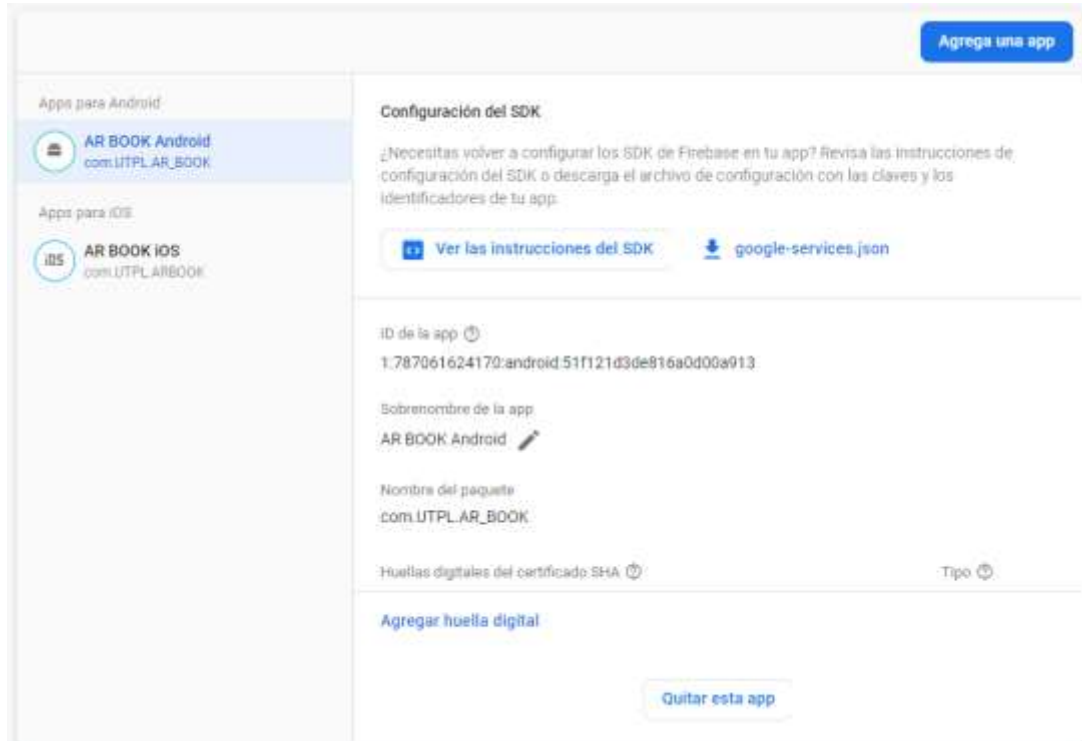 Agrega una app
Apps para Android
AR BOOK Android
com.UTPL.AR_BOOK
Apps para iOS
iOS
AR BOOK iOS
com.UTPL.ARBOOK
Configuración del SDK
¿Necesitas volver a configurar los SDK de Firebase en tu app? Revisa las instrucciones de
configuración del SDK o descarga el archivo de configuración con las claves y los
identificadores de tu app.
Ver las instrucciones del SDK
google-services.json
ID de la app
1:787061624170:android:51f121d3de816a0d00a913
Sobrenombre de la app
AR BOOK Android
Nombre del paquete
com.UTPL.AR_BOOK
Huellas digitales del certificado SHA
Tipo
Agregar huella digital
Quitar esta app